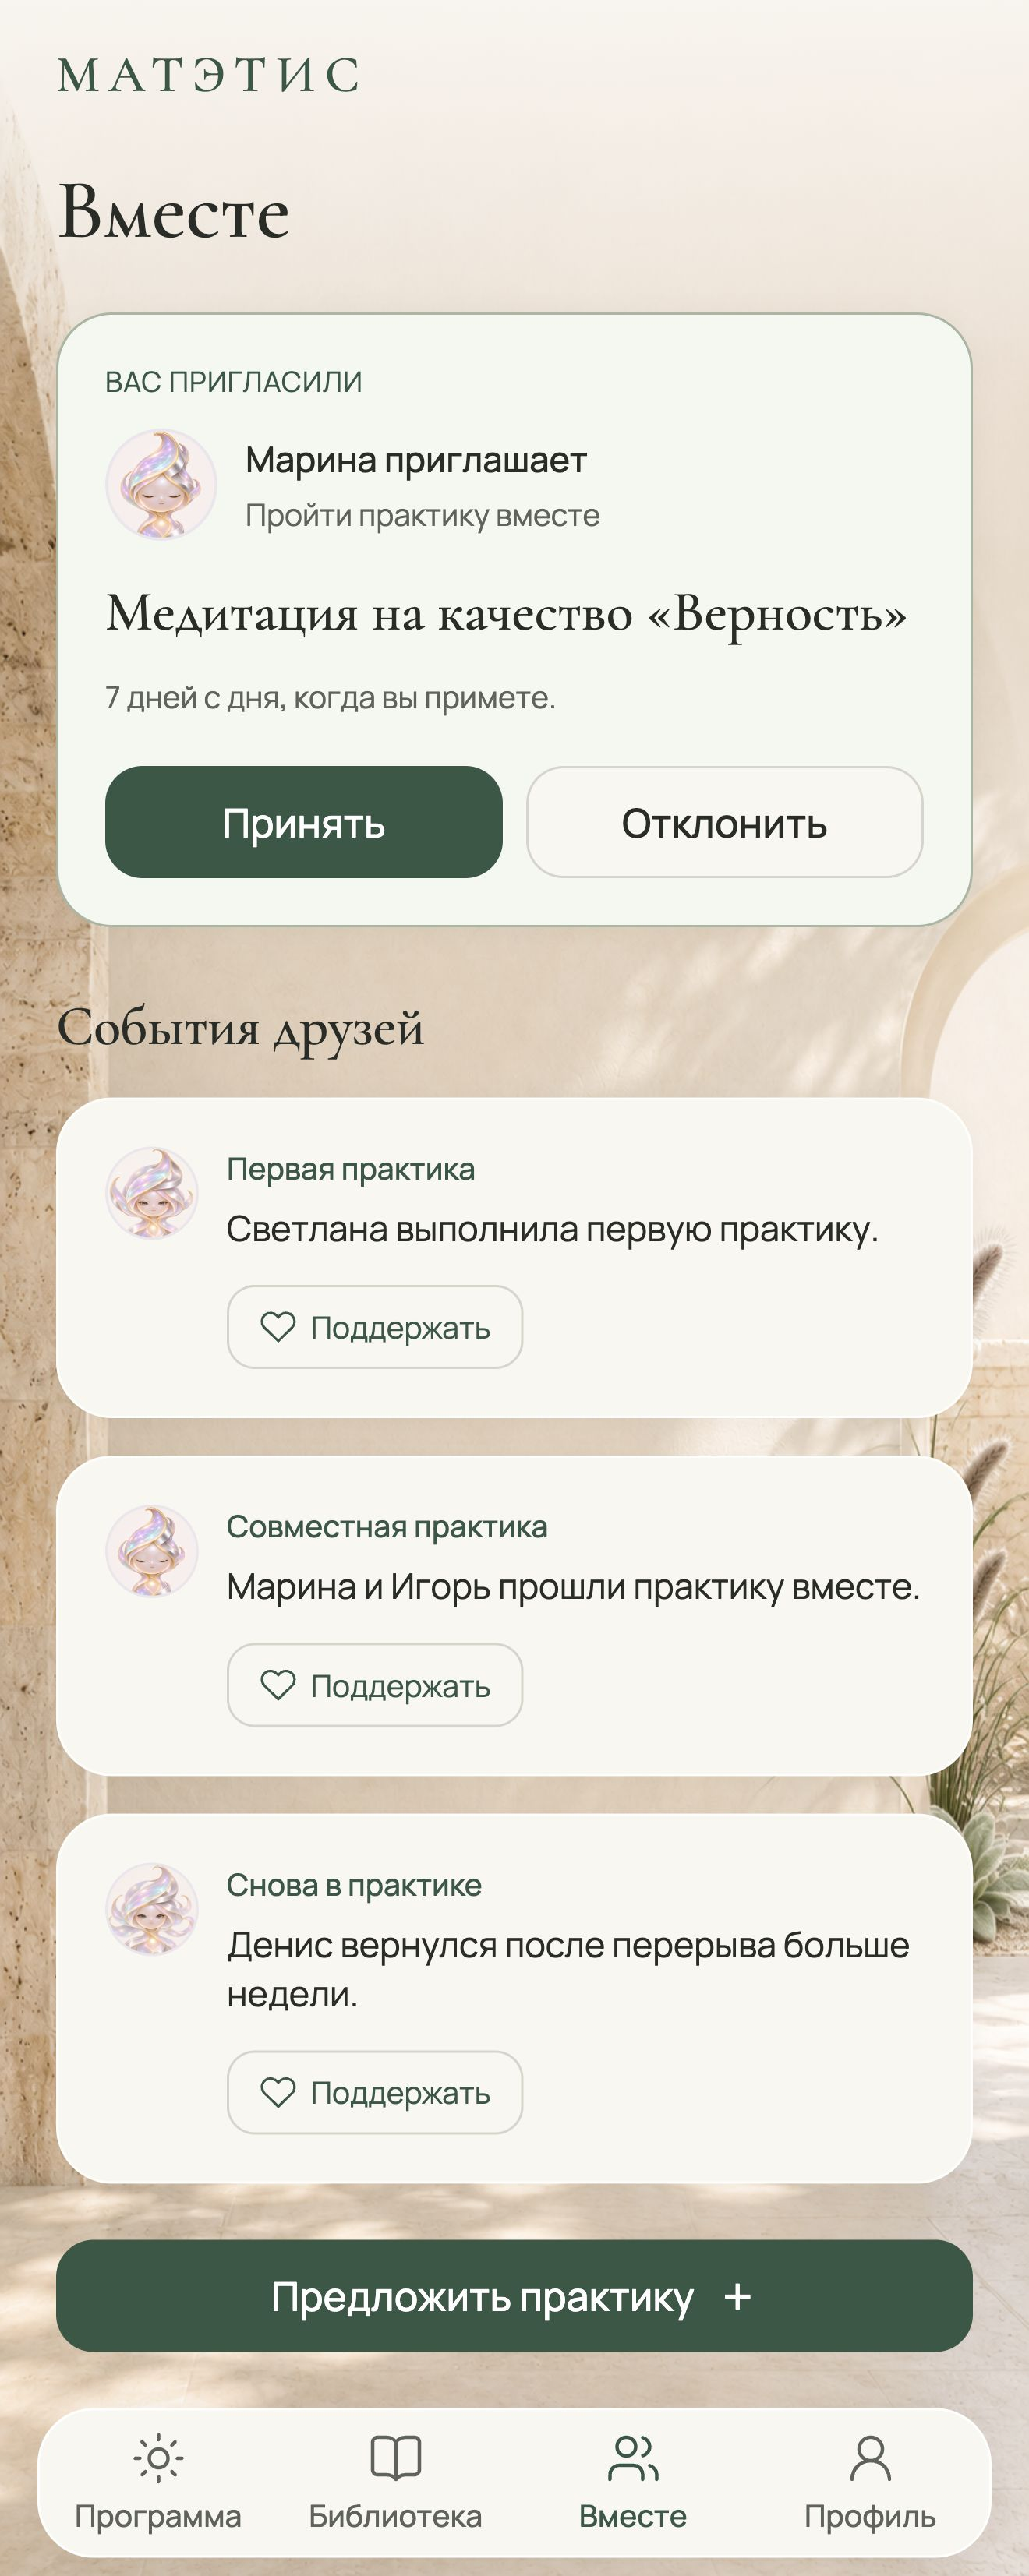 МАТЭТИС
Вместе
ВАС ПРИГЛАСИЛИ
Марина приглашает
Пройти практику вместе
Медитация на качество «Верность»
7 дней с дня, когда вы примете.
Принять
Отклонить
События друзей
Первая практика
Светлана выполнила первую практику.
Поддержать
Совместная практика
Марина и Игорь прошли практику вместе.
Поддержать
Снова в практике
Денис вернулся после перерыва больше
недели.
Поддержать
Предложить практику +
Программа
Библиотека
Вместе
Профиль